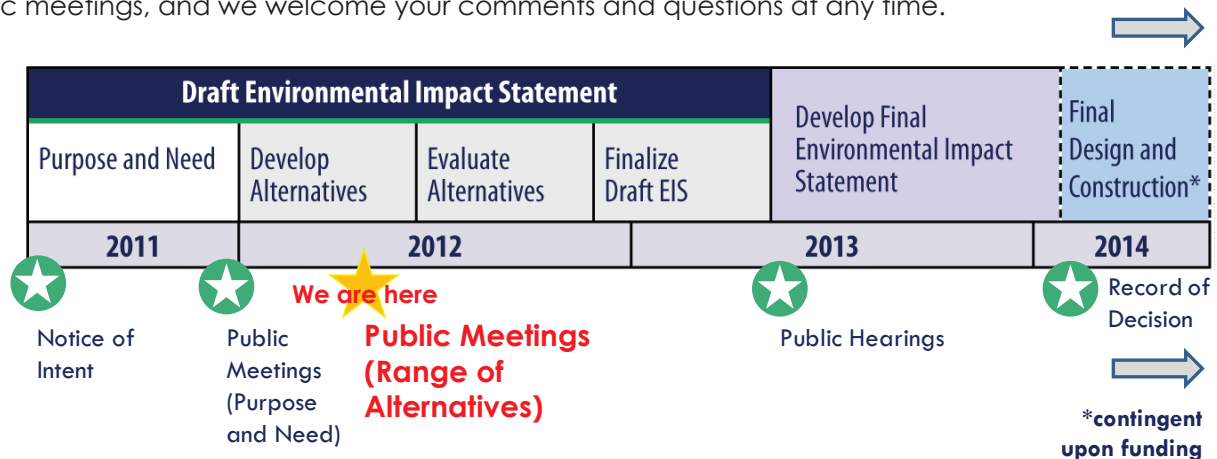 c meetings, and we welcome your comments and questions at any time.
Draft Environmental Impact Statement
Purpose and Need
Develop
Alternatives
Evaluate
Alternatives
Finalize
Draft EIS
Develop Final
Environmental Impact
Statement
Final
Design and
Construction*
2011
2012
2013
2014
We are here
Notice of
Intent
Public
Meetings
(Purpose
and Need)
Public Meetings
(Range of
Alternatives)
Public Hearings
Record of
Decision
*contingent
upon funding